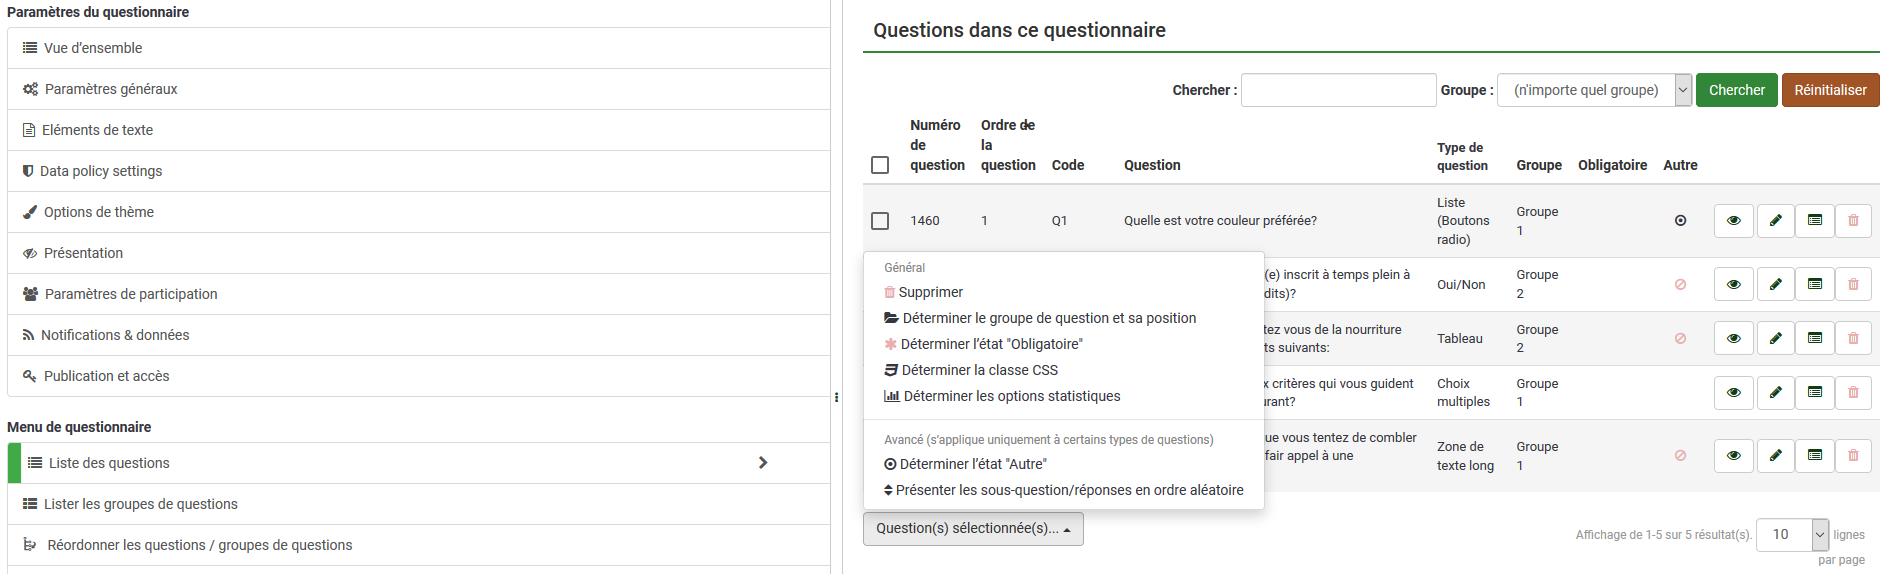 Paramètres du questionnaire
Vue d'ensemble
Paramètres généraux
Eléments de texte
Data policy settings
Options de thème
Présentation
Paramètres de participation
Notifications & données
Publication et accès
Menu de questionnaire
Liste des questions
Lister les groupes de questions
Réordonner les questions / groupes de questions
Questions dans ce questionnaire
Chercher :
Groupe :
(n'importe quel groupe)
Chercher
Réinitialiser
Numéro
de
question
Ordre de
la
question
Code
Question
Type de
question
Groupe
Obligatoire
Autre
1460
1
Q1
Quelle est votre couleur préférée?
Liste
(Boutons
radio)
Groupe
1
(e) inscrit à temps plein à
dits)?
Oui/Non
Groupe
2
tez vous de la nourriture
ts suivants:
Tableau
Groupe
2
x critères qui vous guident
urant?
Choix
multiples
Groupe
1
ue vous tentez de combler
fair appel à une
Zone de
texte long
Groupe
1
Général
Supprimer
Déterminer le groupe de question et sa position
Déterminer l'état "Obligatoire"
Déterminer la classe CSS
Déterminer les options statistiques
Avancé (s'applique uniquement à certains types de questions)
Déterminer l'état "Autre"
Présenter les sous-question/réponses en ordre aléatoire
Question(s) sélectionnée(s)...
Affichage de 1-5 sur 5 résultat(s).
10
lignes
par page